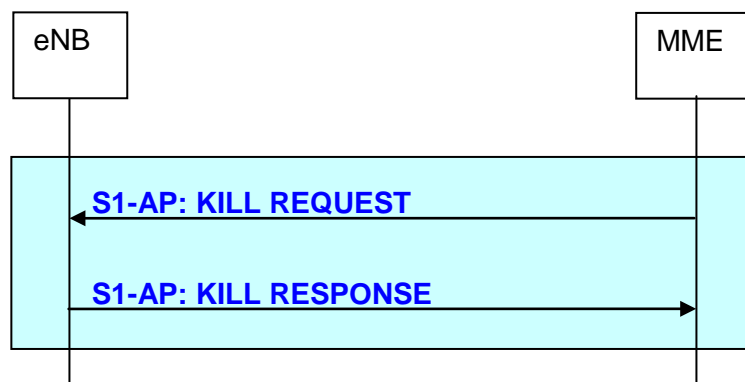 eNB
MME
S1-AP: KILL REQUEST
S1-AP: KILL RESPONSE